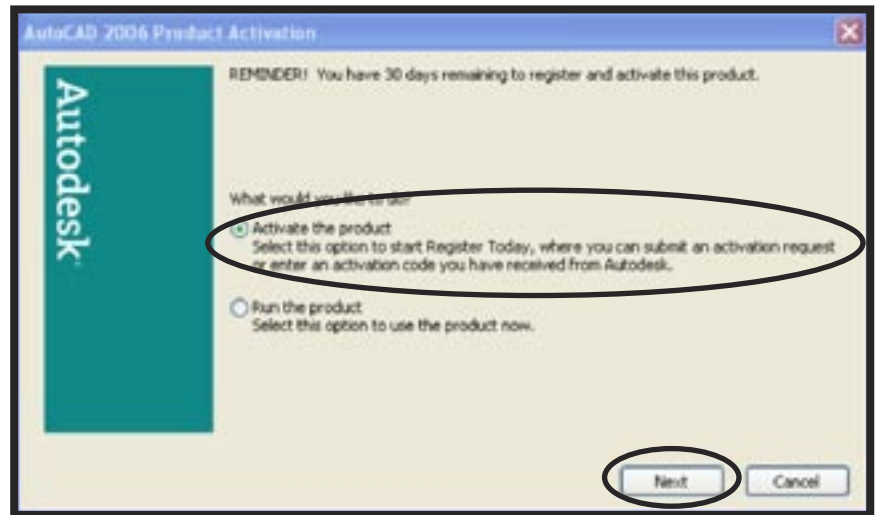 AutoCAD 2006 Product Activation
Autodesk
REMINDER! You have 30 days remaining to register and activate this product.
What would you like to do?
Activate the product
Select this option to start Register Today, where you can submit an activation request
or enter an activation code you have received from Autodesk.
Run the product
Select this option to use the product now.
Next
Cancel